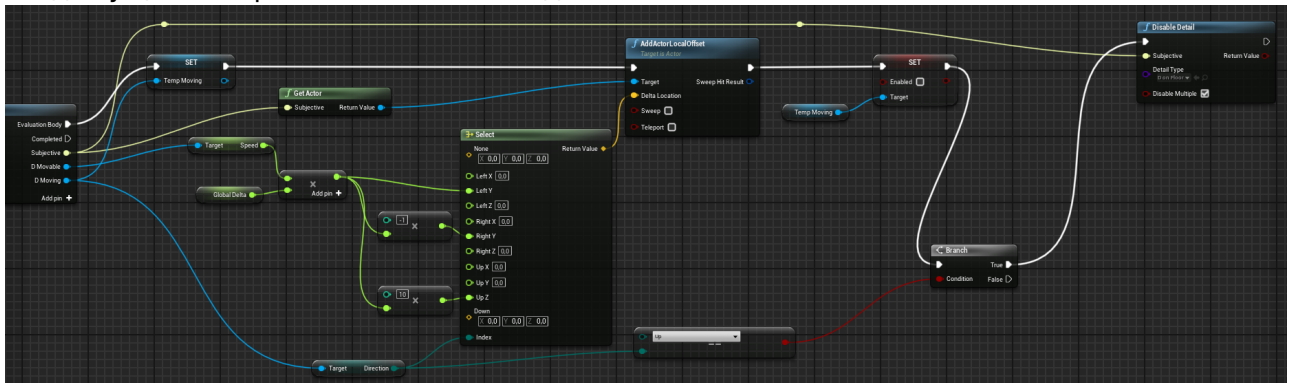 Evaluation Body
Completed
Subjective
D Movable
D Moving
Add pin
SET
Temp Moving
f Get Actor
Subjective Return Value
Target Speed
Global Delta
×
Add pin
-1 ×
10 ×
Target Direction
Select
None Return Value
X 0,0 Y 0,0 Z 0,0
Left X 0,0
Left Y
Left Z 0,0
Right X 0,0
Right Y
Right Z 0,0
Up X 0,0
Up Y 0,0
Up Z
Down
X 0,0 Y 0,0 Z 0,0
Index
f AddActorLocalOffset
Target is Actor
Target Sweep Hit Result
Delta Location
Sweep
Teleport
Up
==
Temp Moving
SET
Enabled
Target
Branch
True
Condition False
f Disable Detail
Subjective Return Value
Detail Type
Disable Multiple